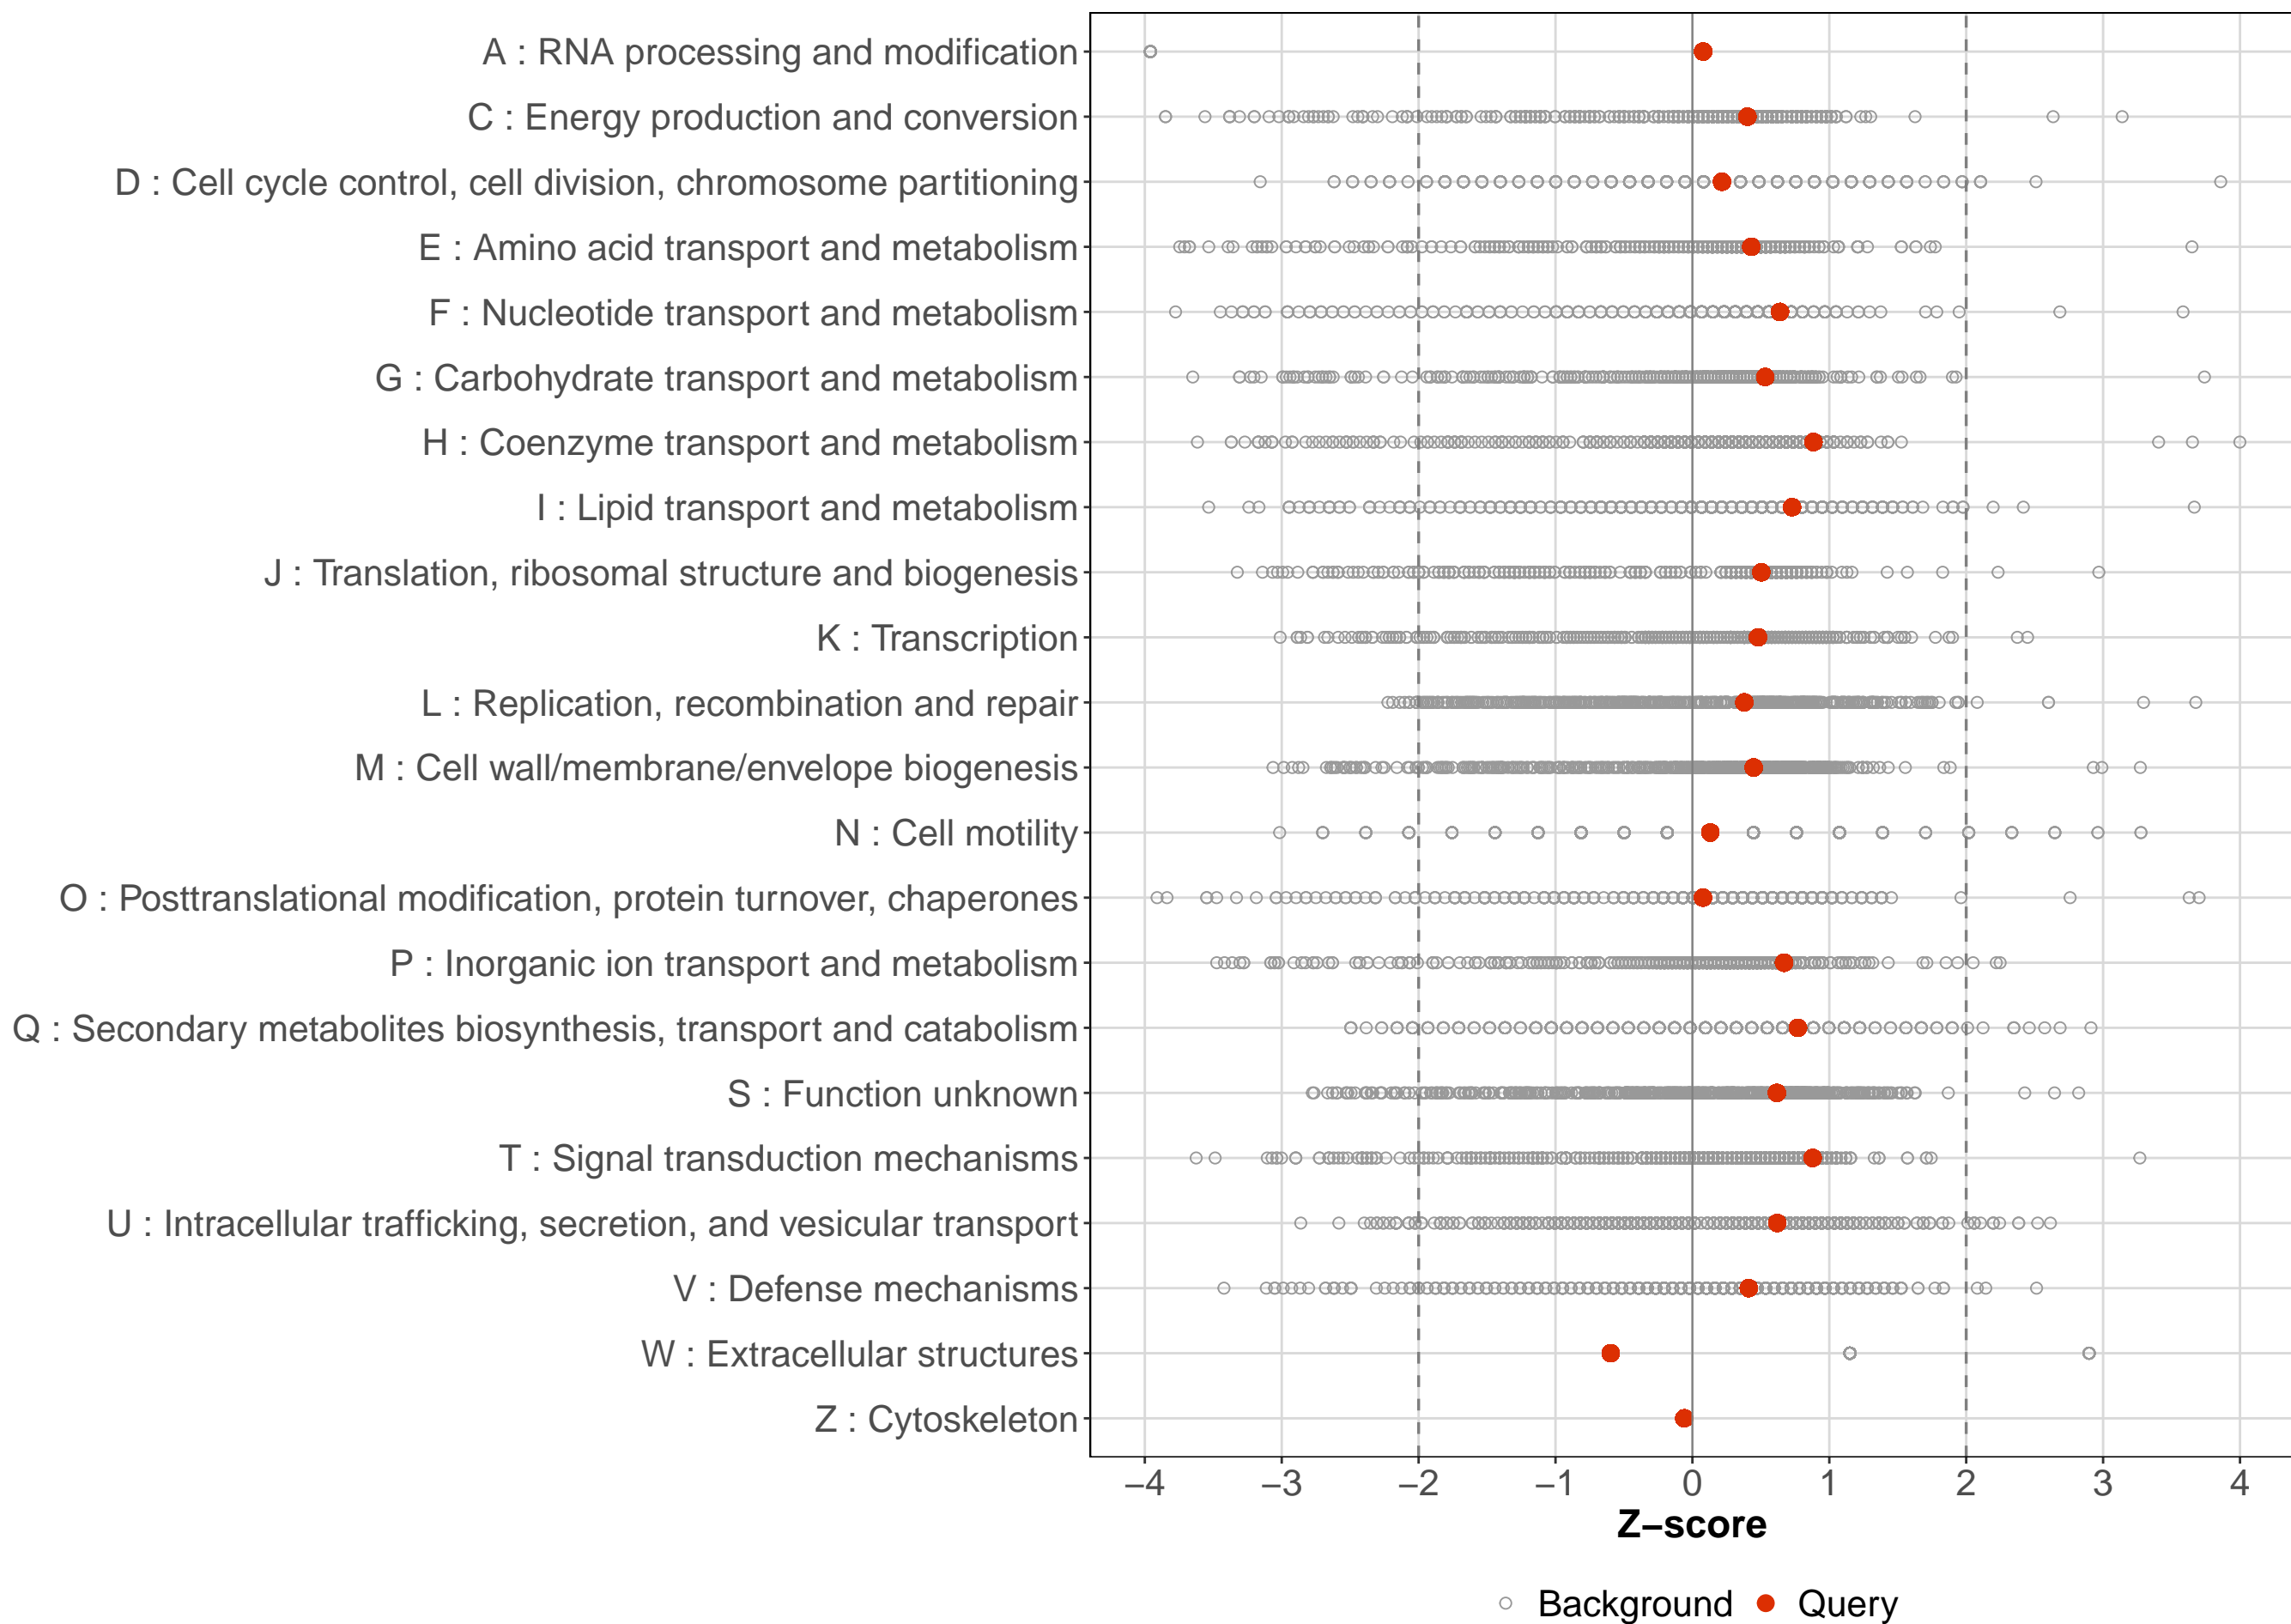 A : RNA processing and modification
C : Energy production and conversion
D : Cell cycle control, cell division, chromosome partitioning
E : Amino acid transport and metabolism
F : Nucleotide transport and metabolism
G : Carbohydrate transport and metabolism
H : Coenzyme transport and metabolism
I : Lipid transport and metabolism
J : Translation, ribosomal structure and biogenesis
K : Transcription
L : Replication, recombination and repair
M : Cell wall/membrane/envelope biogenesis
N : Cell motility
O : Posttranslational modification, protein turnover, chaperones
P : Inorganic ion transport and metabolism
Q : Secondary metabolites biosynthesis, transport and catabolism
S : Function unknown
T : Signal transduction mechanisms
U : Intracellular trafficking, secretion, and vesicular transport
V : Defense mechanisms
W : Extracellular structures
Z : Cytoskeleton
−4 −3 −2 −1 0 1 2 3 4
Z−score
Background Query